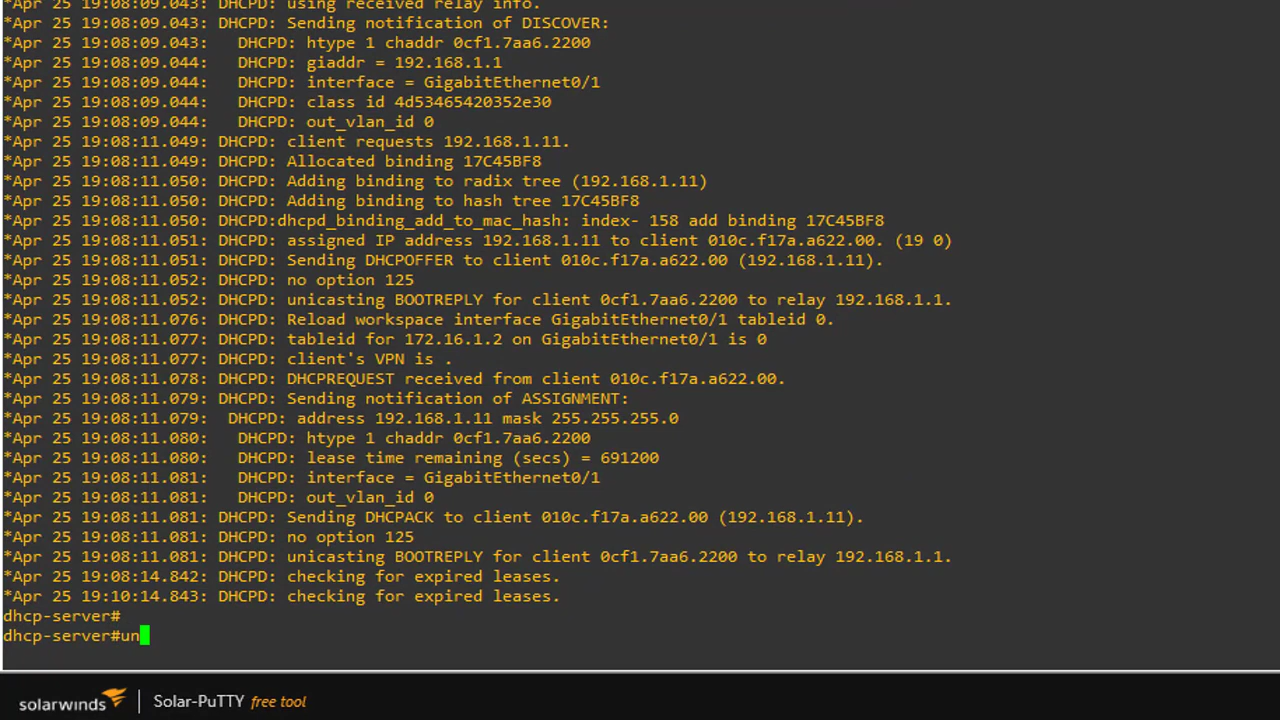 *Apr 25 19:08:09.043: DHCPD: using received relay info.
*Apr 25 19:08:09.043: DHCPD: Sending notification of DISCOVER:
*Apr 25 19:08:09.043:   DHCPD: htype 1 chaddr 0cf1.7aa6.2200
*Apr 25 19:08:09.044:   DHCPD: giaddr = 192.168.1.1
*Apr 25 19:08:09.044:   DHCPD: interface = GigabitEthernet0/1
*Apr 25 19:08:09.044:   DHCPD: class id 4d53465420352e30
*Apr 25 19:08:09.044:   DHCPD: out_vlan_id 0
*Apr 25 19:08:11.049: DHCPD: client requests 192.168.1.11.
*Apr 25 19:08:11.049: DHCPD: Allocated binding 17C45BF8
*Apr 25 19:08:11.050: DHCPD: Adding binding to radix tree (192.168.1.11)
*Apr 25 19:08:11.050: DHCPD: Adding binding to hash tree 17C45BF8
*Apr 25 19:08:11.050: DHCPD:dhcpd_binding_add_to_mac_hash: index- 158 add binding 17C45BF8
*Apr 25 19:08:11.051: DHCPD: assigned IP address 192.168.1.11 to client 010c.f17a.a622.00. (19 0)
*Apr 25 19:08:11.051: DHCPD: Sending DHCPOFFER to client 010c.f17a.a622.00 (192.168.1.11).
*Apr 25 19:08:11.052: DHCPD: no option 125
*Apr 25 19:08:11.052: DHCPD: unicasting BOOTREPLY for client 0cf1.7aa6.2200 to relay 192.168.1.1.
*Apr 25 19:08:11.076: DHCPD: Reload workspace interface GigabitEthernet0/1 tableid 0.
*Apr 25 19:08:11.077: DHCPD: tableid for 172.16.1.2 on GigabitEthernet0/1 is 0
*Apr 25 19:08:11.077: DHCPD: client's VPN is .
*Apr 25 19:08:11.078: DHCPD: DHCPREQUEST received from client 010c.f17a.a622.00.
*Apr 25 19:08:11.079: DHCPD: Sending notification of ASSIGNMENT:
*Apr 25 19:08:11.079:  DHCPD: address 192.168.1.11 mask 255.255.255.0
*Apr 25 19:08:11.080:   DHCPD: htype 1 chaddr 0cf1.7aa6.2200
*Apr 25 19:08:11.080:   DHCPD: lease time remaining (secs) = 691200
*Apr 25 19:08:11.081:   DHCPD: interface = GigabitEthernet0/1
*Apr 25 19:08:11.081:   DHCPD: out_vlan_id 0
*Apr 25 19:08:11.081: DHCPD: Sending DHCPACK to client 010c.f17a.a622.00 (192.168.1.11).
*Apr 25 19:08:11.081: DHCPD: no option 125
*Apr 25 19:08:11.081: DHCPD: unicasting BOOTREPLY for client 0cf1.7aa6.2200 to relay 192.168.1.1.
*Apr 25 19:08:14.842: DHCPD: checking for expired leases.
*Apr 25 19:10:14.843: DHCPD: checking for expired leases.
dhcp-server#
dhcp-server#un
solarwinds | Solar-PuTTY free tool